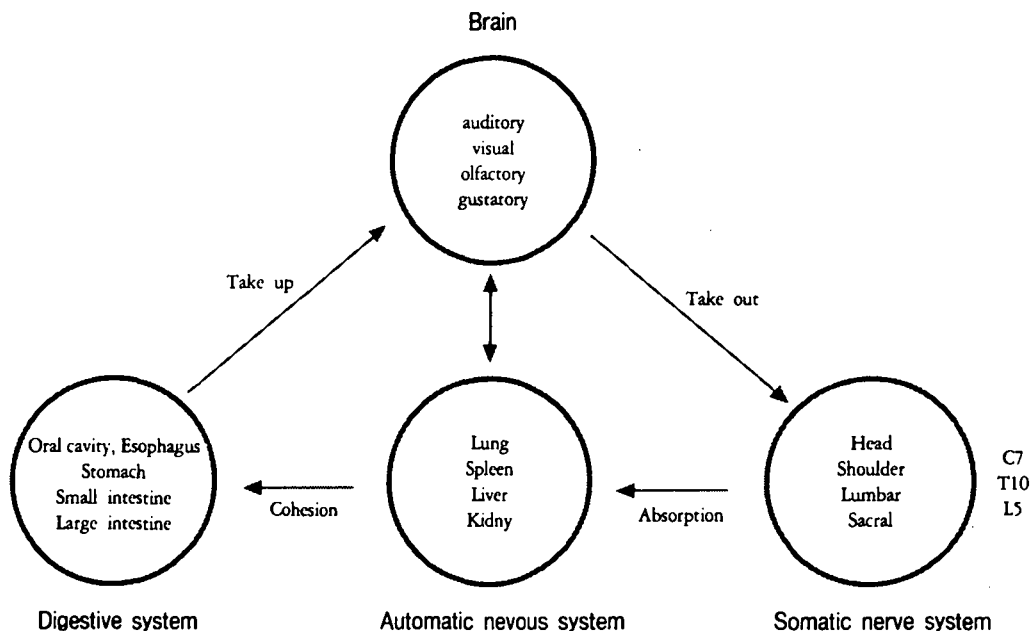 Brain
auditory
visual
olfactory
gustatory
Take up
Take out
Oral cavity, Esophagus
Stomach
Small intestine
Large intestine
Cohesion
Lung
Spleen
Liver
Kidny
Absorption
Head
Shoulder
Lumbar
Sacral
C7
T10
L5
Digestive system
Automatic nevous system
Somatic nerve system